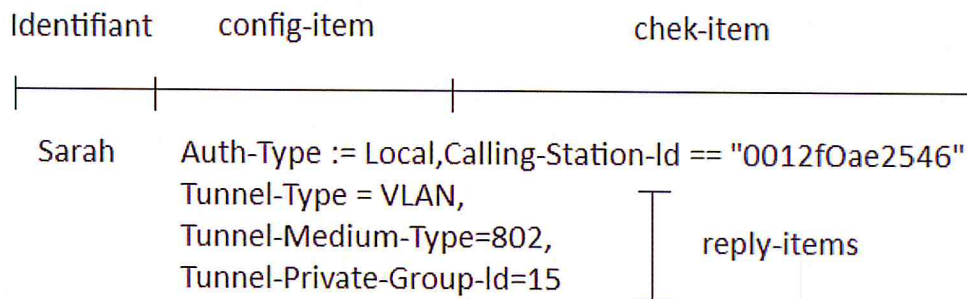 Identifiant config-item chek-item
Sarah Auth-Type := Local,Calling-Station-Id == "0012fOae2546"
Tunnel-Type = VLAN,
Tunnel-Medium-Type=802,
reply-items
Tunnel-Private-Group-Id=15